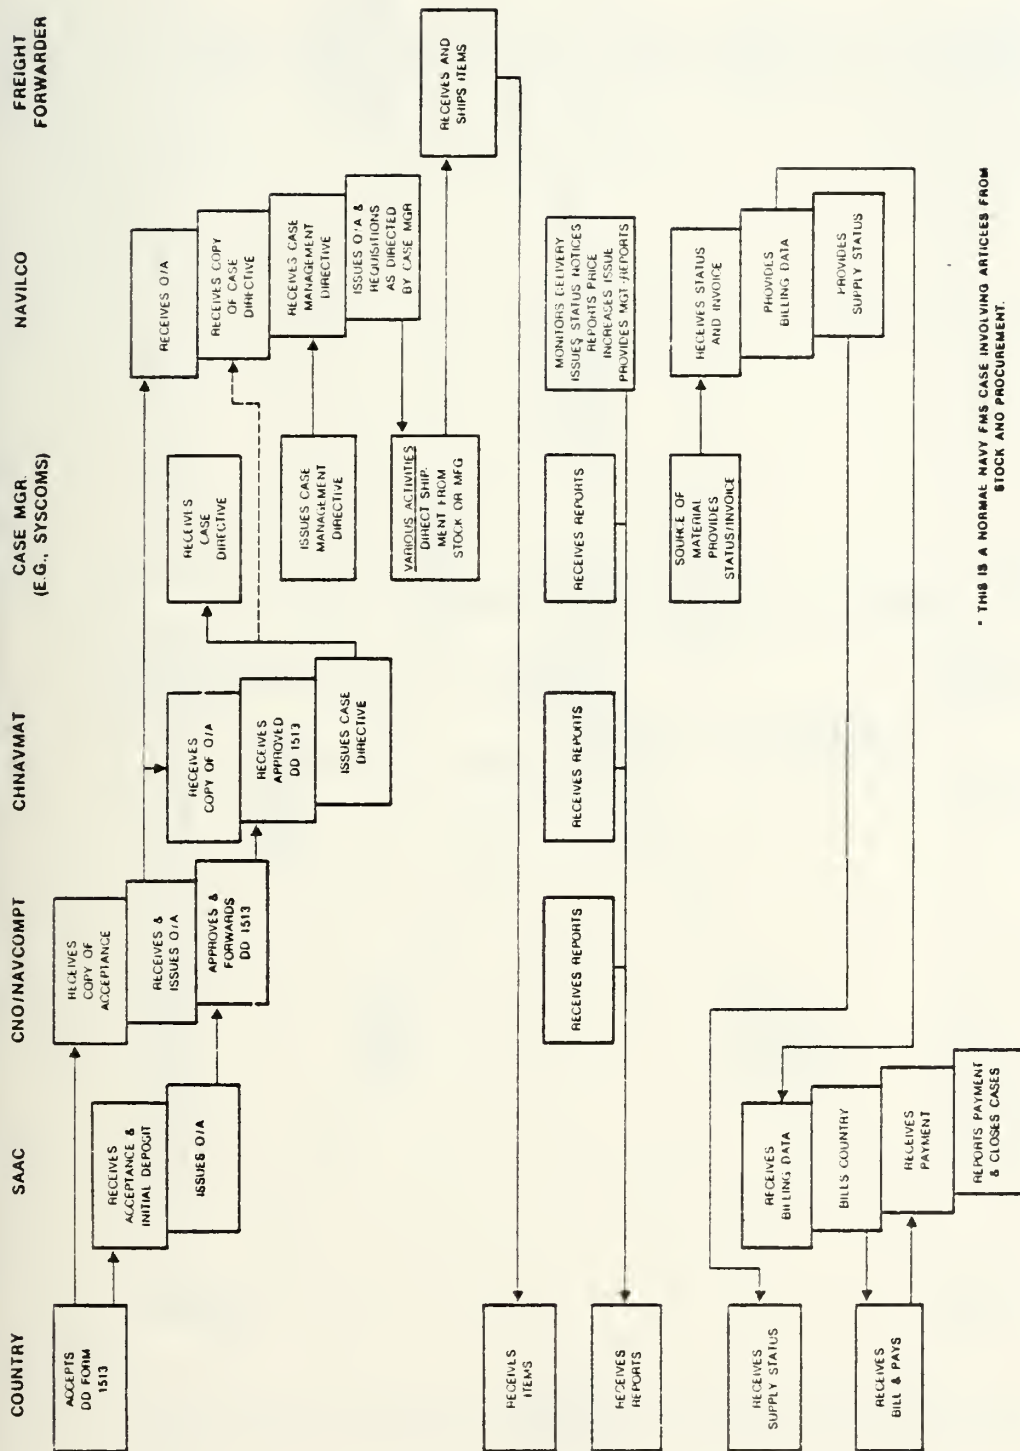 COUNTRY
SAAC
CNO/NAVCOMPT
CHNAVMAT
CASE MGR.
(E.G., SYSCOMS)
NAVILCO
FREIGHT
FORWARDER
ACCEPTS
DD FORM
1513
RECEIVES
ACCEPTANCE &
INITIAL DEPOSIT
ISSUES O/A
RECEIVES
COPY OF
ACCEPTANCE
RECEIVES &
ISSUES O/A
APPROVES &
FORWARDS
DD 1513
RECEIVES
COPY OF O/A
RECEIVES
APPROVED
DD 1513
ISSUES CASE
DIRECTIVE
RECEIVES
CASE
DIRECTIVE
ISSUES CASE
MANAGEMENT
DIRECTIVE
VARIOUS ACTIVITIES
DIRECT SHIP.
MENT FROM
STOCK OR MFG
RECEIVES O/A
RECEIVES COPY
OF CASE
DIRECTIVE
RECEIVES CASE
MANAGEMENT
DIRECTIVE
ISSUES O/A &
REQUISITIONS
AS DIRECTED
BY CASE MGR
RECEIVES AND
SHIPS ITEMS
RECEIVES
ITEMS
RECEIVES
REPORTS
RECEIVES REPORTS
RECEIVES REPORTS
RECEIVES REPORTS
MONITORS DELIVERY
ISSUES STATUS NOTICES
REPORTS PRICE
INCREASES ISSUE
PROVIDES MGT-REPORTS
RECEIVES
SUPPLY STATUS
RECEIVES
BILL & PAYS
RECEIVES
BILLING DATA
BILLS COUNTRY
RECEIVES
PAYMENT
REPORTS PAYMENT
& CLOSES CASES
SOURCE OF
MATERIAL
PROVIDES
STATUS/INVOICE
RECEIVES STATUS
AND INVOICE
PROVIDES
BILLING DATA
PROVIDES
SUPPLY STATUS
* THIS IS A NORMAL NAVY FMS CASE INVOLVING ARTICLES FROM
STOCK AND PROCUREMENT.